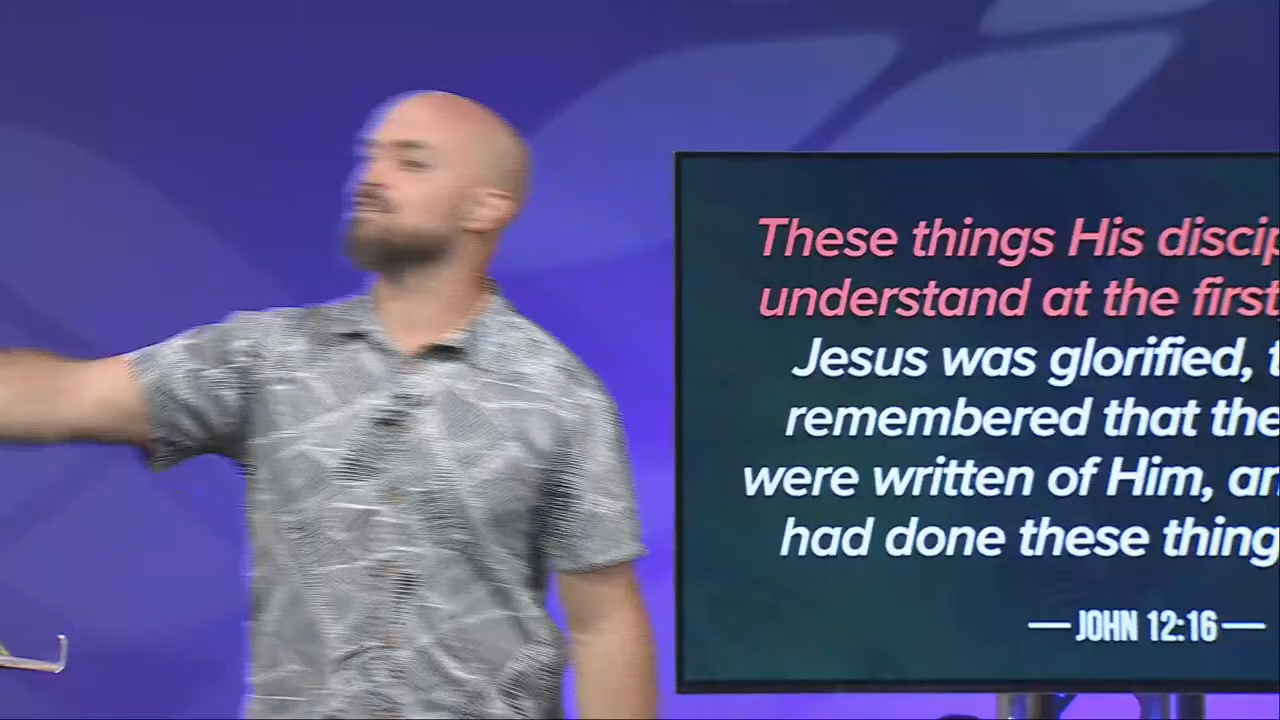 These things His discip
understand at the first
Jesus was glorified, t
remembered that the
were written of Him, an
had done these thing
— JOHN 12:16 —